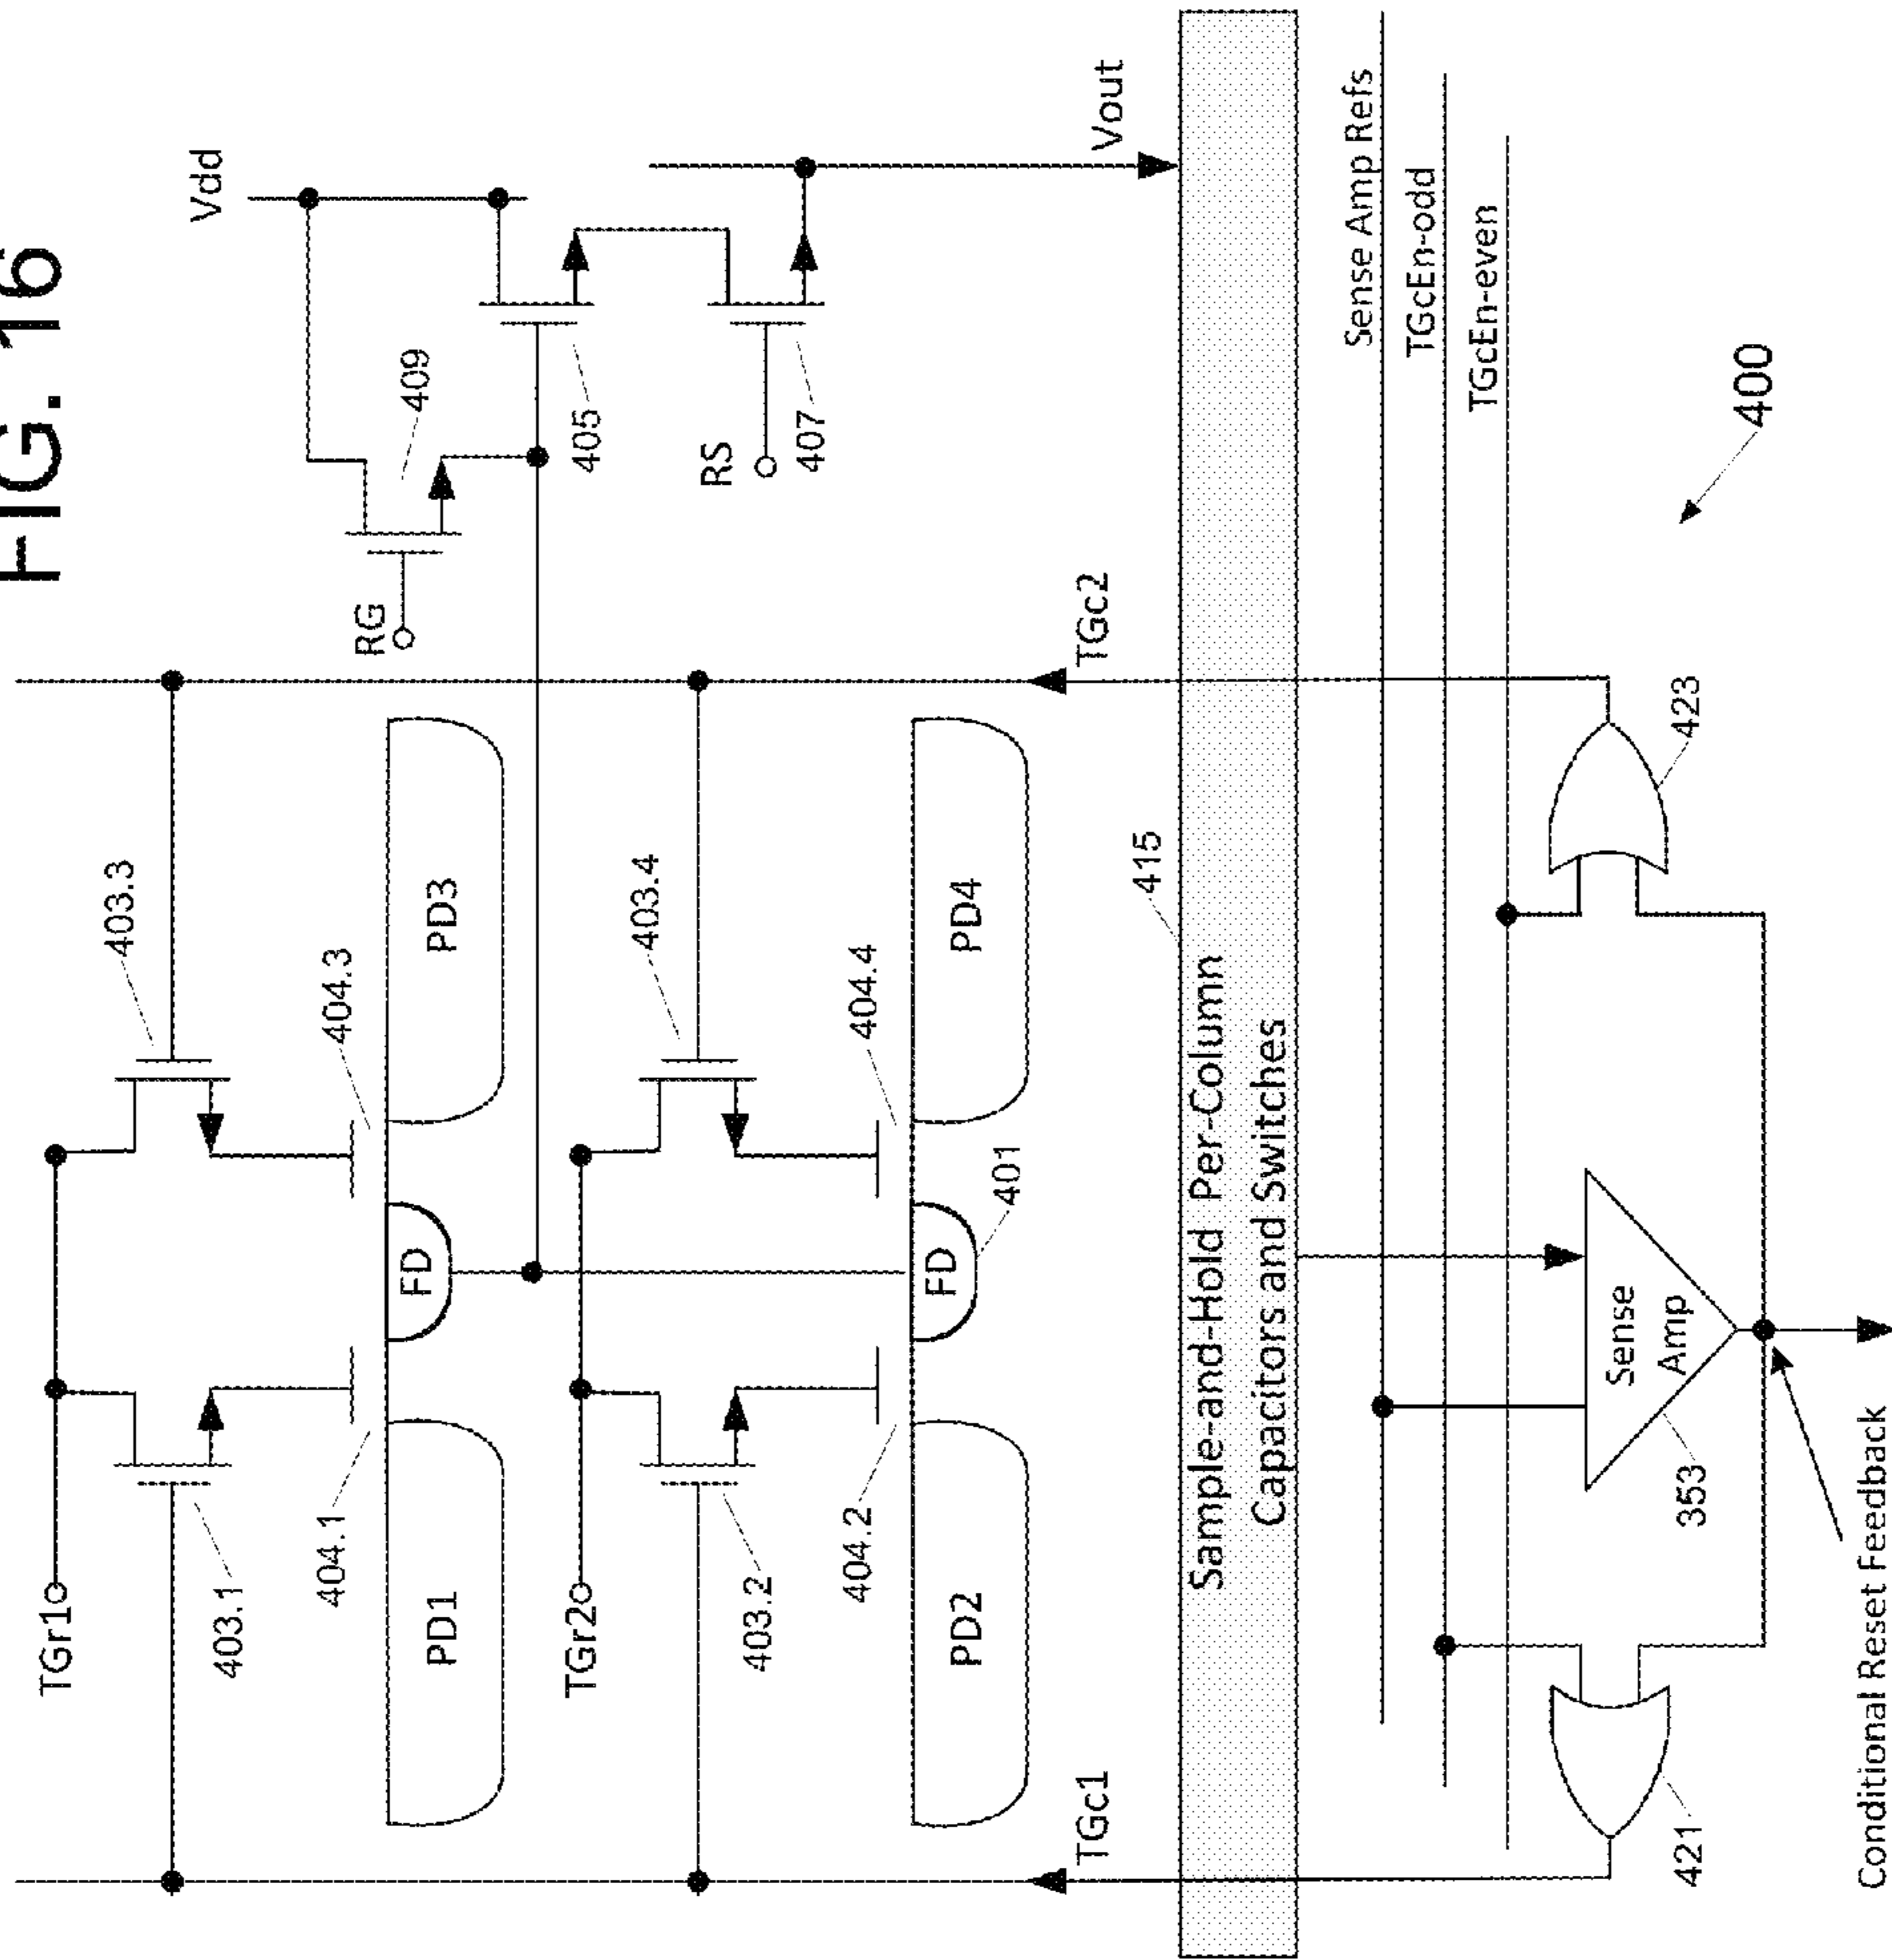 FIG. 16
TGr1
403.1
403.3
404.1
404.3
PD1
FD
PD3
TGr2
403.2
403.4
404.2
404.4
PD2
FD
PD4
401
RG
409
Vdd
405
RS
407
Vout
TGc1
TGc2
415
Sample-and-Hold Per-Column
Capacitors and Switches
Sense Amp Refs
TGcEn-odd
TGcEn-even
421
353
Sense
Amp
423
400
Conditional Reset Feedback